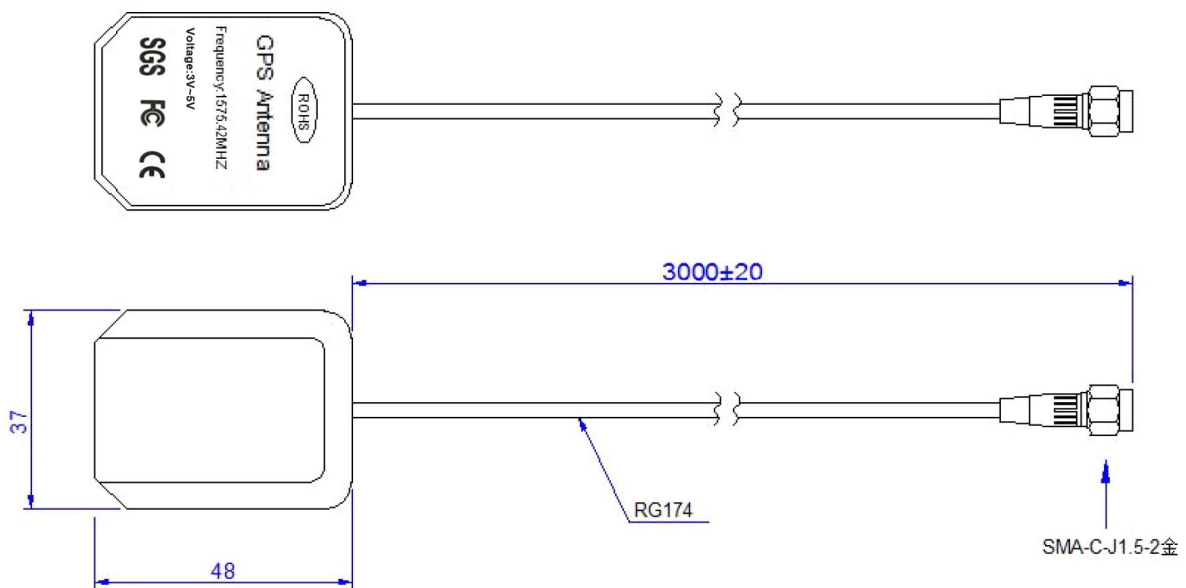 ROHS
GPS Antenna
Frequency:1575.42MHZ
Voltage:3V~5V
SGS FC CE
3000±20
37
RG174
SMA-C-J1.5-2金
48